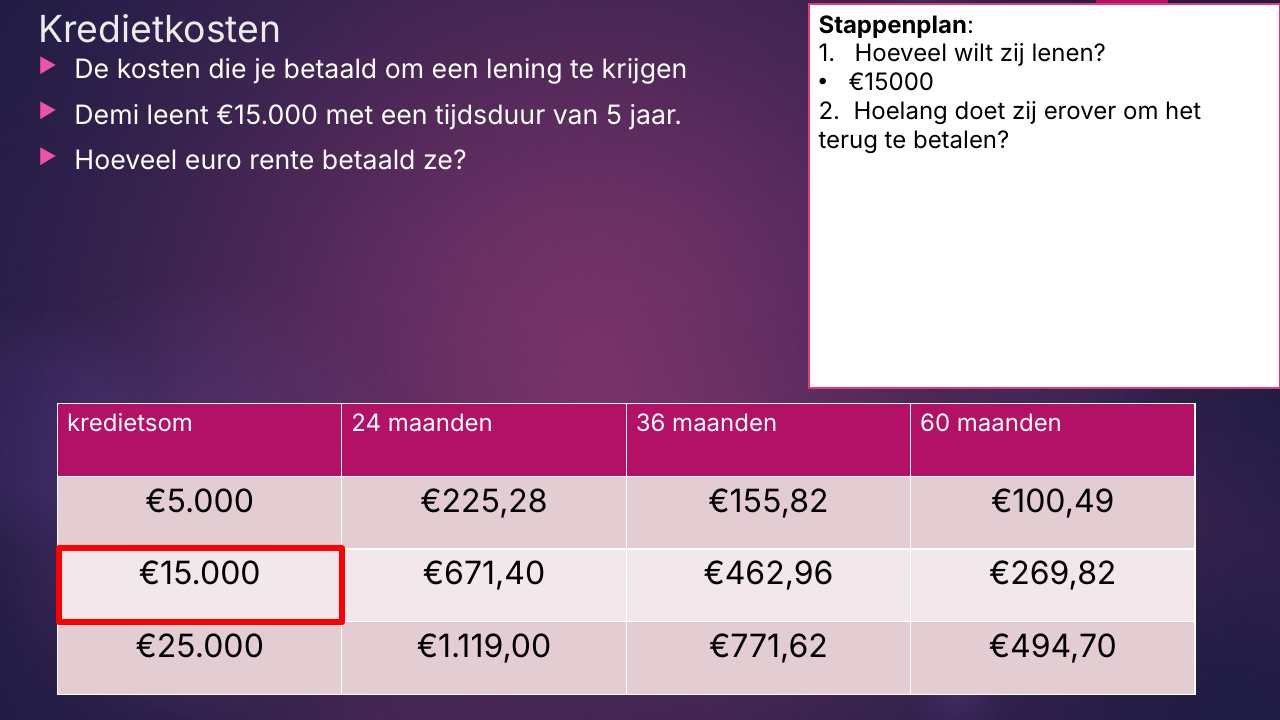 Kredietkosten
De kosten die je betaald om een lening te krijgen
Demi leent €15.000 met een tijdsduur van 5 jaar.
Hoeveel euro rente betaald ze?
Stappenplan:
1. Hoeveel wilt zij lenen?
• €15000
2. Hoelang doet zij erover om het
terug te betalen?
kredietsom 24 maanden 36 maanden 60 maanden
€5.000 €225,28 €155,82 €100,49
€15.000 €671,40 €462,96 €269,82
€25.000 €1.119,00 €771,62 €494,70